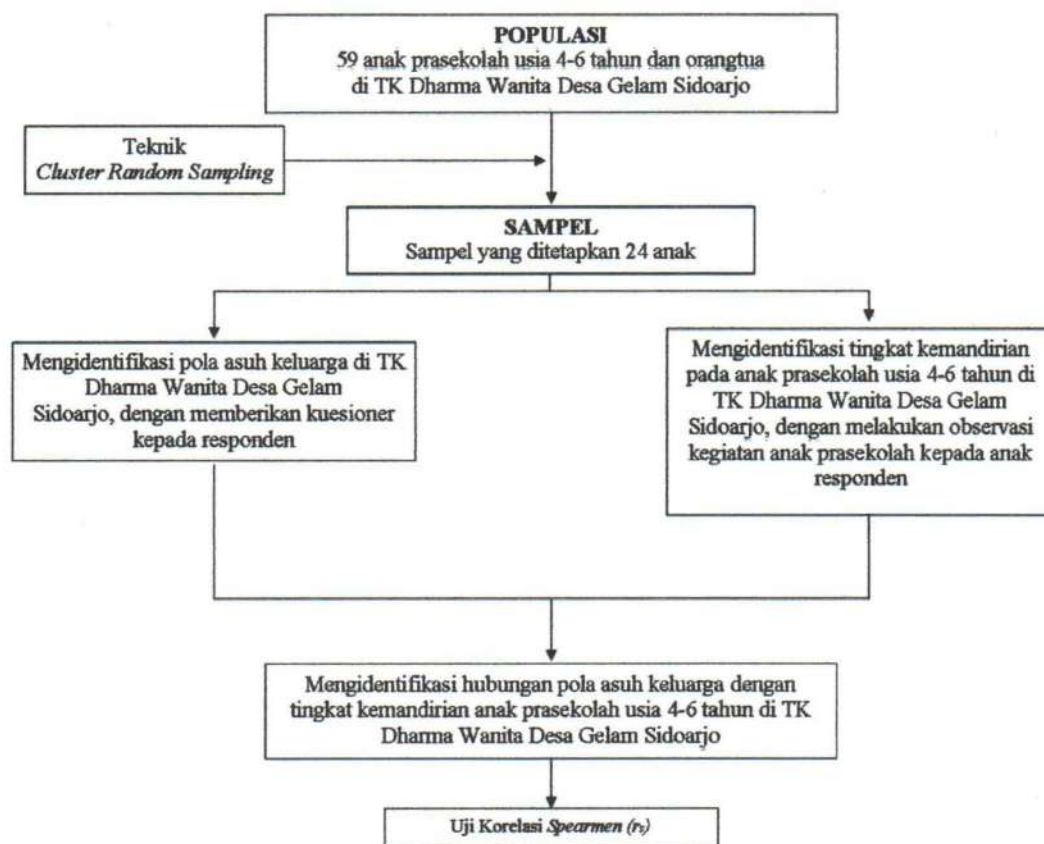 POPULASI
59 anak prasekolah usia 4-6 tahun dan orangtua
di TK Dharma Wanita Desa Gelam Sidoarjo
Teknik
Cluster Random Sampling
SAMPEL
Sampel yang ditetapkan 24 anak
Mengidentifikasi pola asuh keluarga di TK
Dharma Wanita Desa Gelam
Sidoarjo, dengan memberikan kuesioner
kepada responden
Mengidentifikasi tingkat kemandirian
pada anak prasekolah usia 4-6 tahun di
TK Dharma Wanita Desa Gelam
Sidoarjo, dengan melakukan observasi
kegiatan anak prasekolah kepada anak
responden
Mengidentifikasi hubungan pola asuh keluarga dengan
tingkat kemandirian anak prasekolah usia 4-6 tahun di TK
Dharma Wanita Desa Gelam Sidoarjo
Uji Korelasi Spearmen (rs)